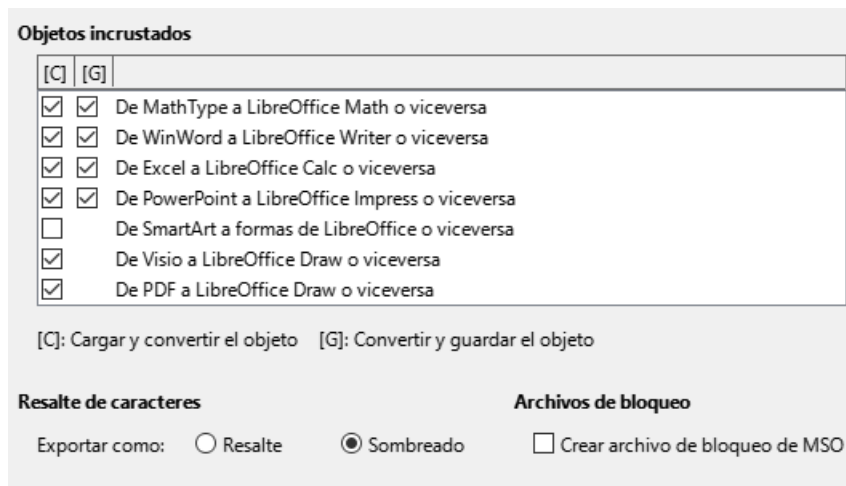 Objetos incrustados
[C] [G]
De MathType a LibreOffice Math o viceversa
De WinWord a LibreOffice Writer o viceversa
De Excel a LibreOffice Calc o viceversa
De PowerPoint a LibreOffice Impress o viceversa
De SmartArt a formas de LibreOffice o viceversa
De Visio a LibreOffice Draw o viceversa
De PDF a LibreOffice Draw o viceversa
[C]: Cargar y convertir el objeto [G]: Convertir y guardar el objeto
Resalte de caracteres Archivos de bloqueo
Exportar como: Resalte Sombreado Crear archivo de bloqueo de MSO